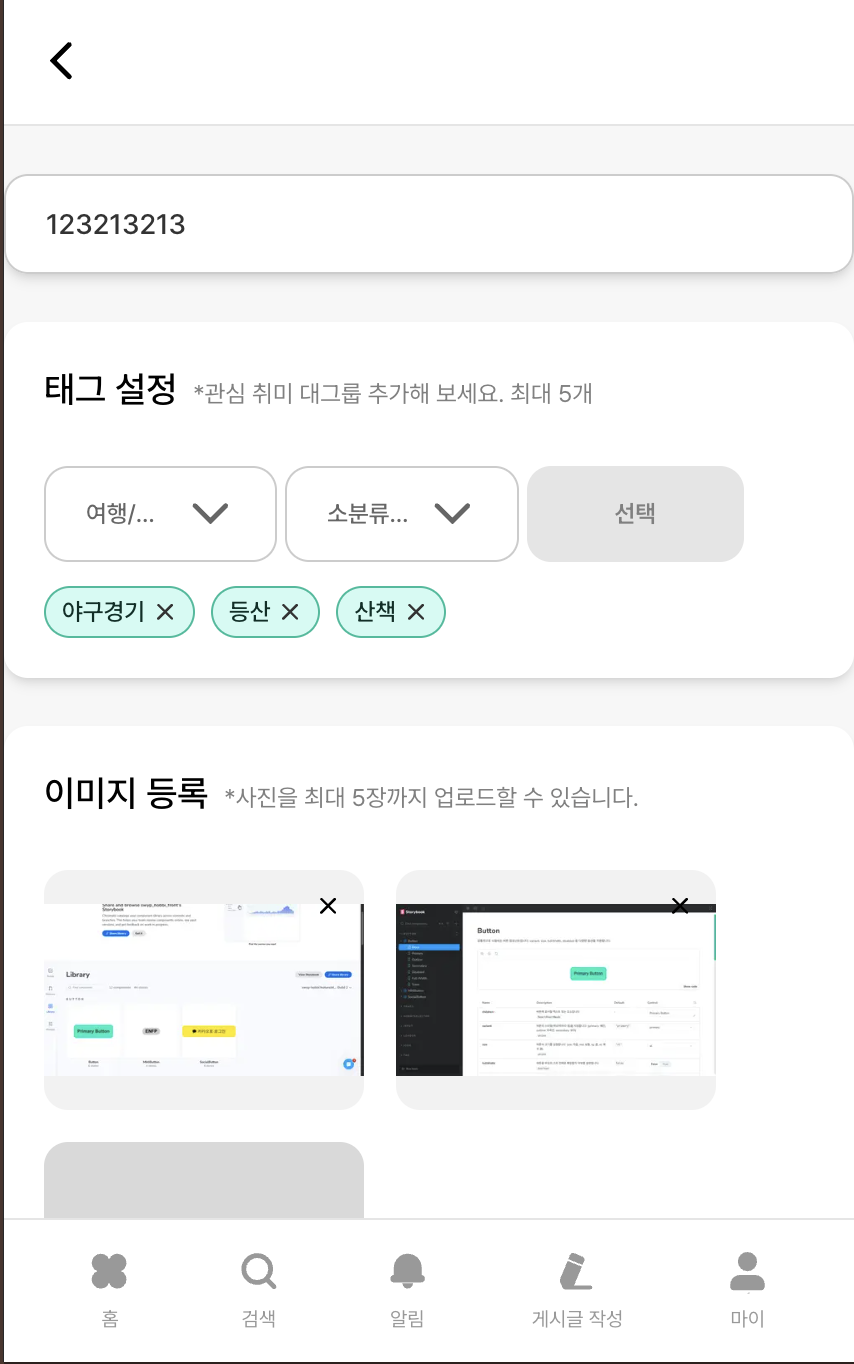 123213213
태그 설정 *관심 취미 대그룹 추가해 보세요. 최대 5개
여행/... 소분류... 선택
야구경기 등산 산책
이미지 등록 *사진을 최대 5장까지 업로드할 수 있습니다.
Storybook
Library
Primary Button
ENFP
Button
Storybook
Button
Primary Button
홈 검색 알림 게시글 작성 마이